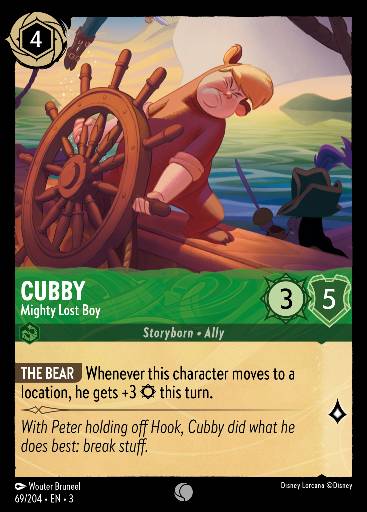 4
CUBBY
Mighty Lost Boy
3
5
Storyborn • Ally
THE BEAR Whenever this character moves to a
location, he gets +3 this turn.
With Peter holding off Hook, Cubby did what he
does best: break stuff.
Wouter Bruneel
Disney Lorcana ©Disney
69/204 • EN • 3